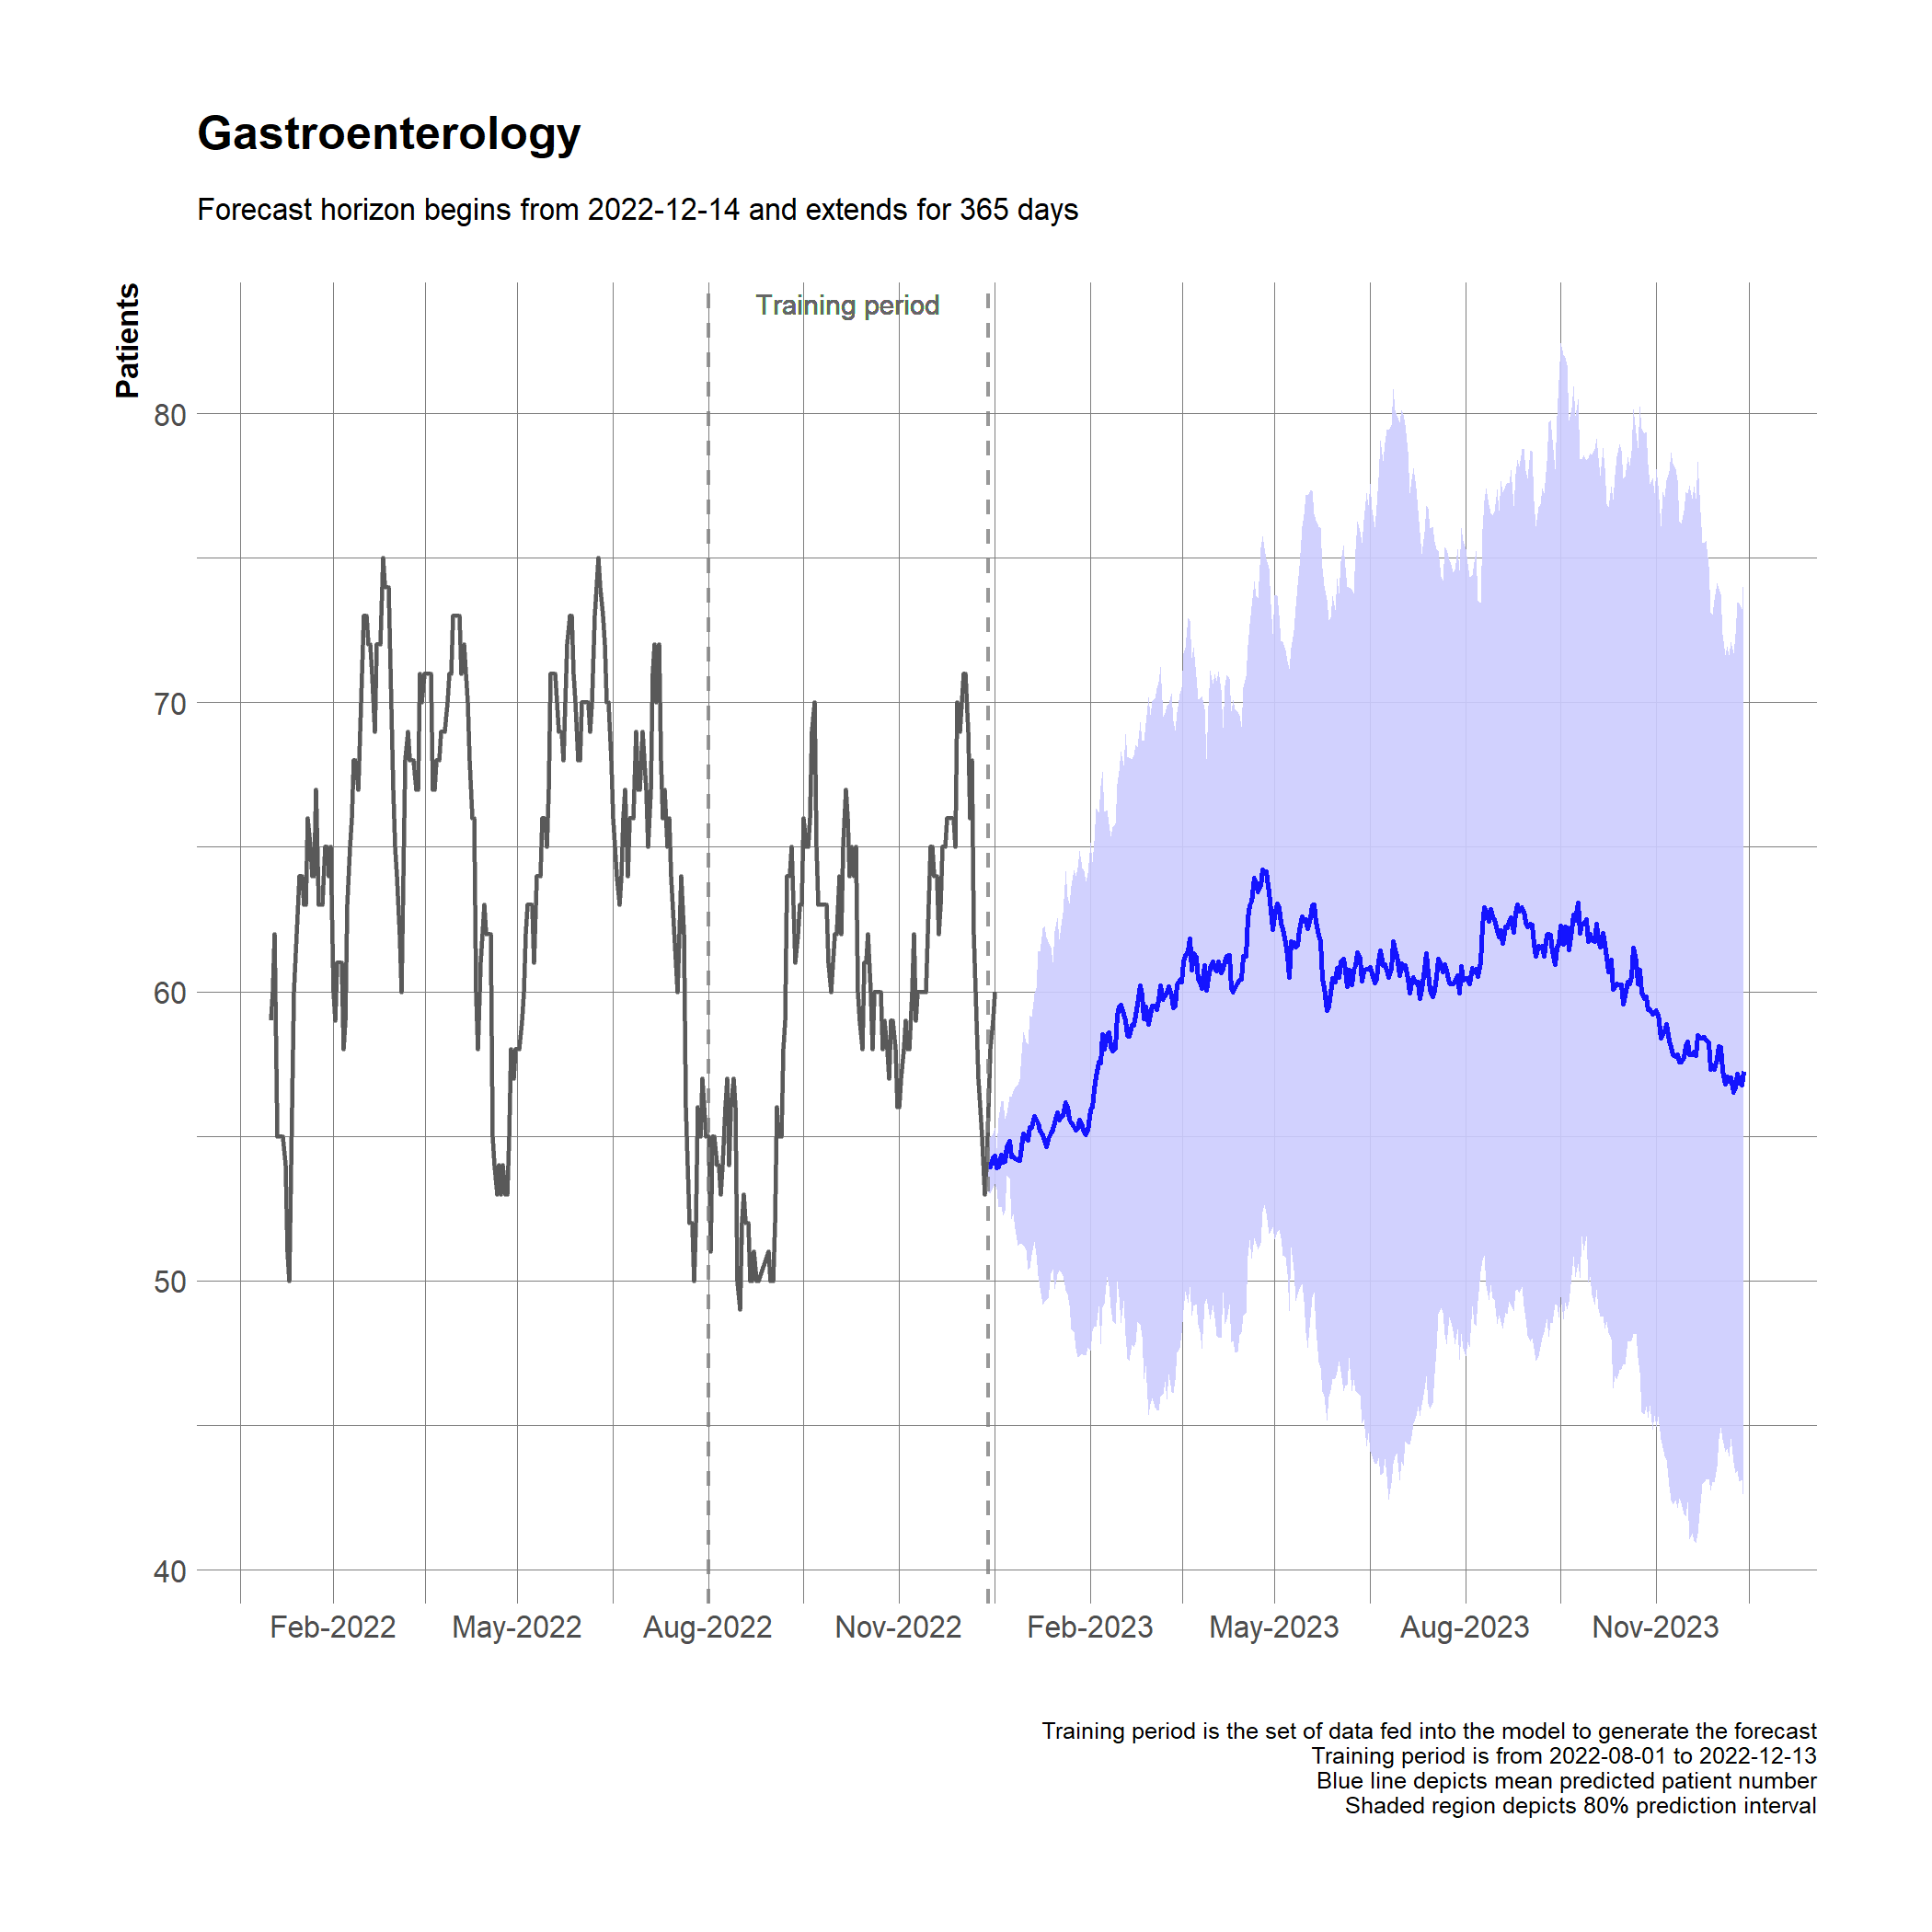 Gastroenterology
Forecast horizon begins from 2022-12-14 and extends for 365 days
Patients
Training period
80
70
60
50
40
Feb-2022 May-2022 Aug-2022 Nov-2022 Feb-2023 May-2023 Aug-2023 Nov-2023
Training period is the set of data fed into the model to generate the forecast
Training period is from 2022-08-01 to 2022-12-13
Blue line depicts mean predicted patient number
Shaded region depicts 80% prediction interval